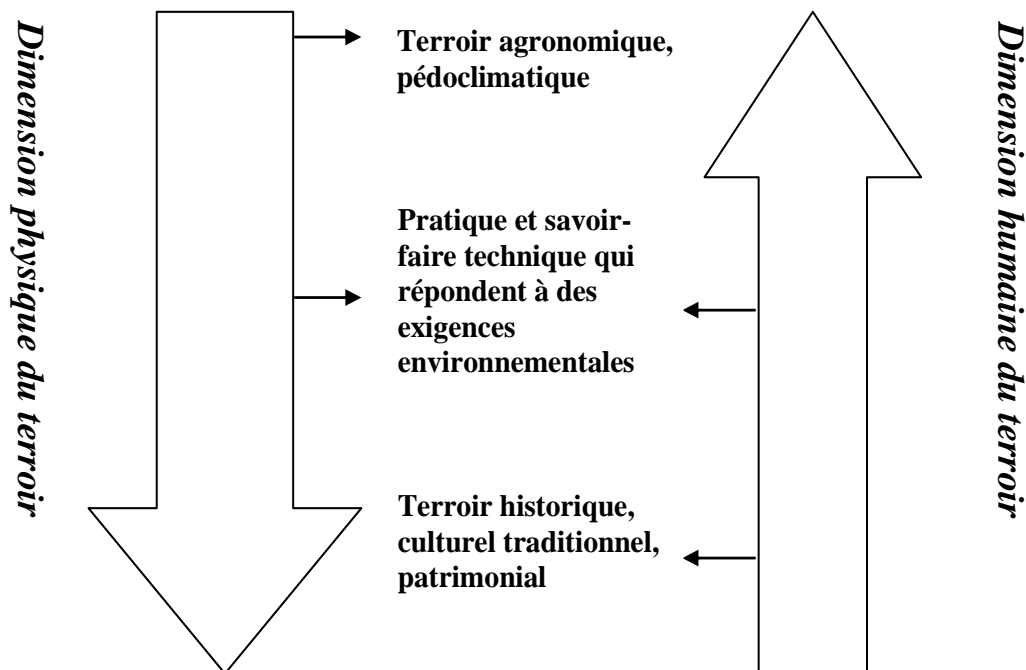 Dimension physique du terroir
Terroir agronomique,
pédoclimatique
Pratique et savoir-
faire technique qui
répondent à des
exigences
environnementales
Terroir historique,
culturel traditionnel,
patrimonial
Dimension humaine du terroir